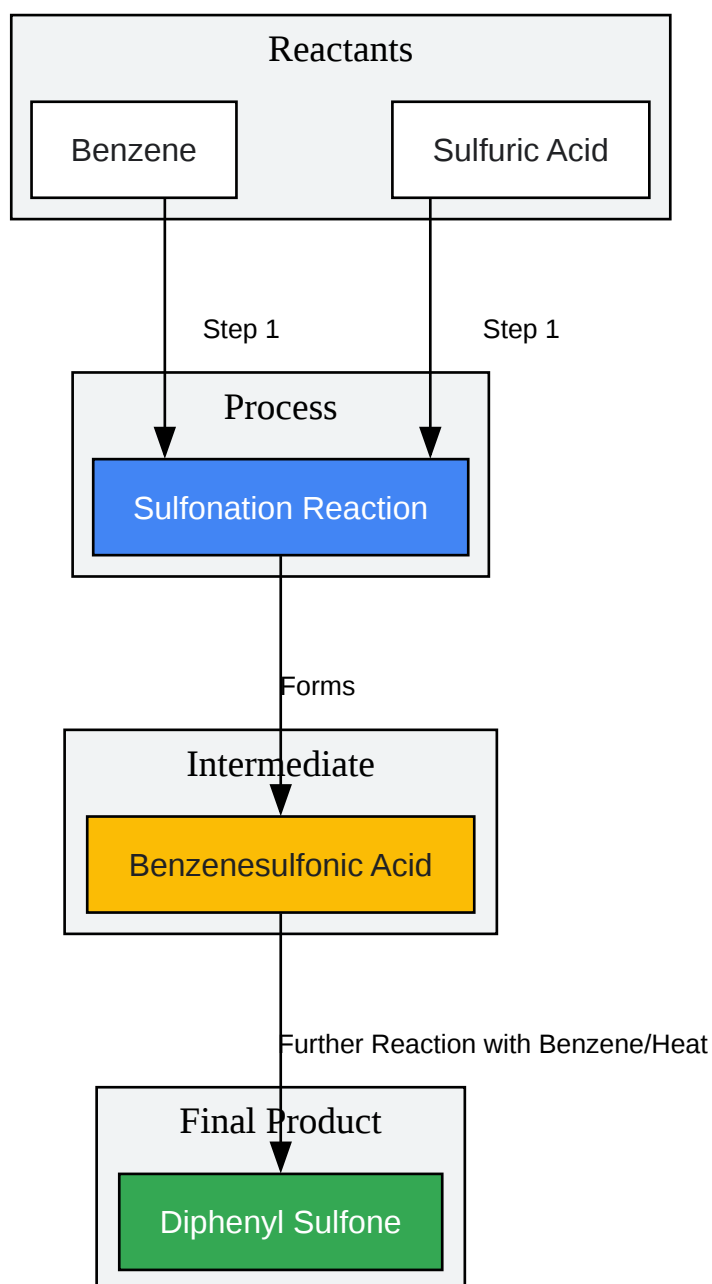 Reactants
Benzene
Sulfuric Acid
Step 1
Step 1
Process
Sulfonation Reaction
Forms
Intermediate
Benzenesulfonic Acid
Further Reaction with Benzene/Heat
Final Product
Diphenyl Sulfone